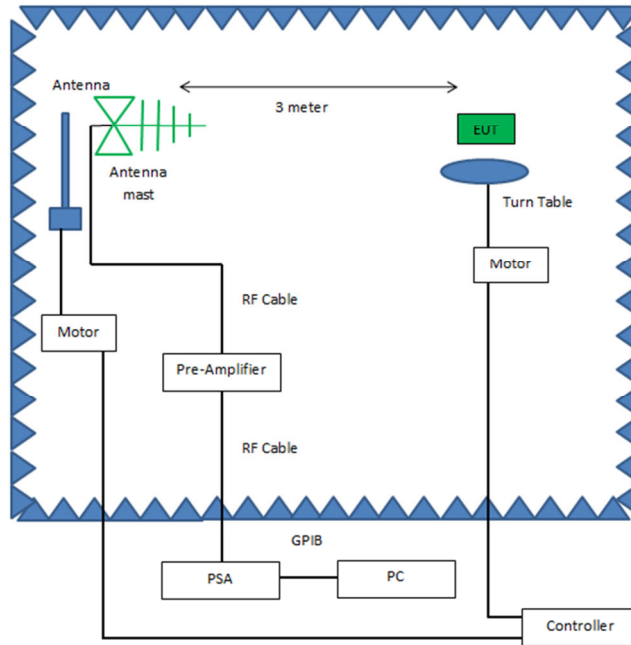 Antenna
3 meter
EUT
Antenna
mast
Turn Table
Motor
RF Cable
Motor
Pre-Amplifier
RF Cable
GPIB
PSA
PC
Controller